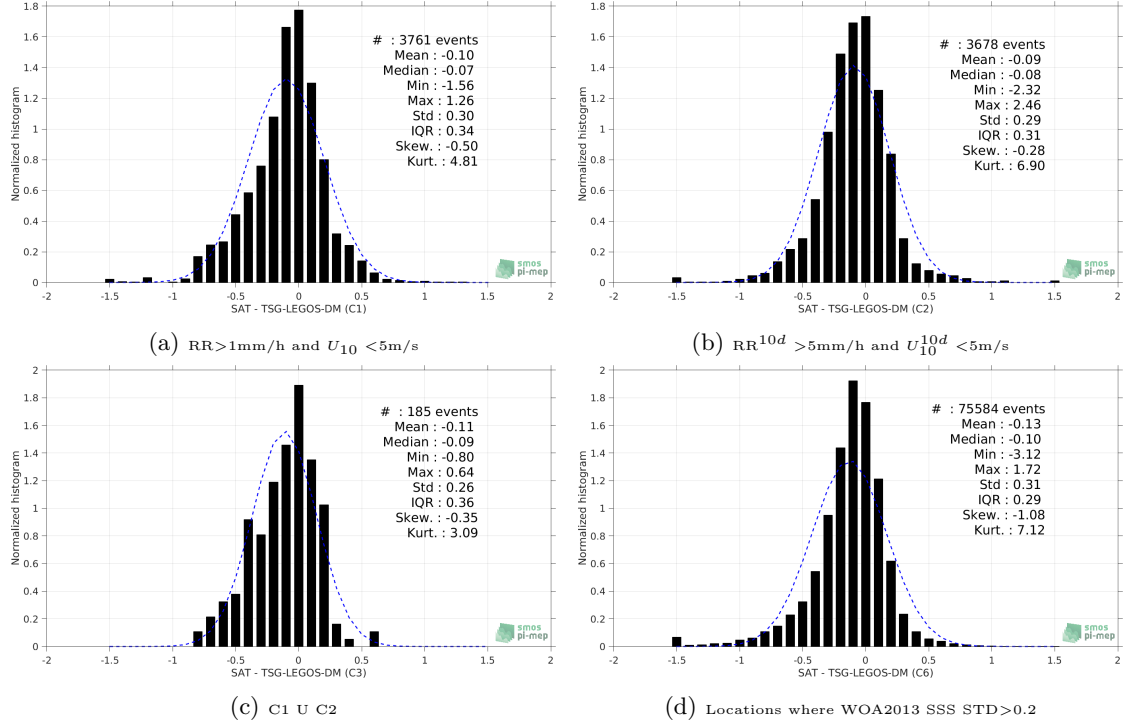 1.8
1.6
1.4
1.2
1
0.8
0.6
0.4
0.2
0
Normalized histogram
# : 3761 events
Mean : -0.10
Median : -0.07
Min : -1.56
Max : 1.26
Std : 0.30
IQR : 0.34
Skew. : -0.50
Kurt. : 4.81
smos
pi-mep
-2 -1.5 -1 -0.5 0 0.5 1 1.5 2
SAT - TSG-LEGOS-DM (C1)
(a) RR>1mm/h and U10 <5m/s
1.8
1.6
1.4
1.2
1
0.8
0.6
0.4
0.2
0
Normalized histogram
# : 3678 events
Mean : -0.09
Median : -0.08
Min : -2.32
Max : 2.46
Std : 0.29
IQR : 0.31
Skew. : -0.28
Kurt. : 6.90
smos
pi-mep
-2 -1.5 -1 -0.5 0 0.5 1 1.5 2
SAT - TSG-LEGOS-DM (C2)
(b) RR10d >5mm/h and U10 10d <5m/s
2
1.8
1.6
1.4
1.2
1
0.8
0.6
0.4
0.2
0
Normalized histogram
# : 185 events
Mean : -0.11
Median : -0.09
Min : -0.80
Max : 0.64
Std : 0.26
IQR : 0.36
Skew. : -0.35
Kurt. : 3.09
smos
pi-mep
-2 -1.5 -1 -0.5 0 0.5 1 1.5 2
SAT - TSG-LEGOS-DM (C3)
(c) C1 U C2
2
1.8
1.6
1.4
1.2
1
0.8
0.6
0.4
0.2
0
Normalized histogram
# : 75584 events
Mean : -0.13
Median : -0.10
Min : -3.12
Max : 1.72
Std : 0.31
IQR : 0.29
Skew. : -1.08
Kurt. : 7.12
smos
pi-mep
-2 -1.5 -1 -0.5 0 0.5 1 1.5 2
SAT - TSG-LEGOS-DM (C6)
(d) Locations where WOA2013 SSS STD>0.2